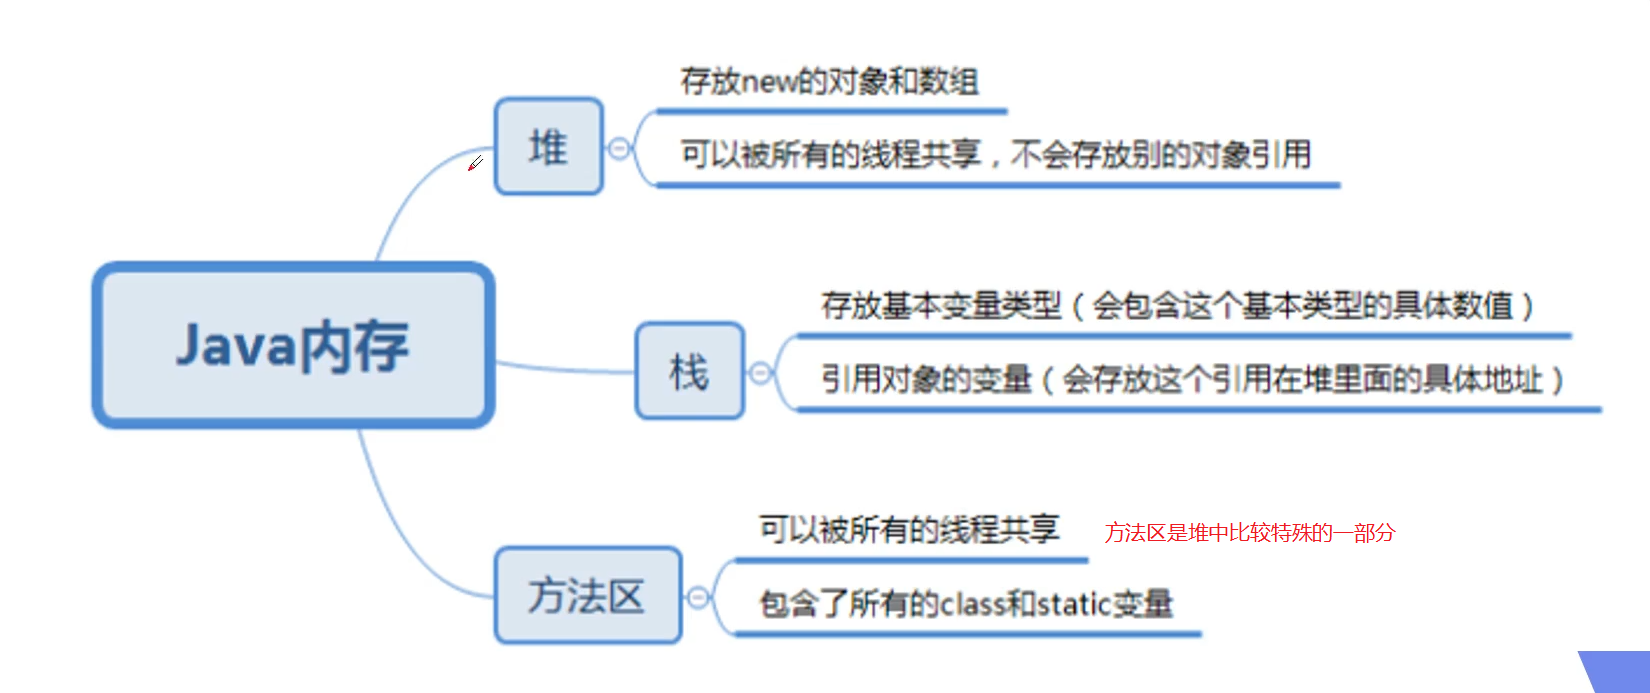 存放new的对象和数组
堆
可以被所有的线程共享，不会存放别的对象引用
存放基本变量类型（会包含这个基本类型的具体数值）
Java内存
栈
引用对象的变量（会存放这个引用在堆里面的具体地址）
可以被所有的线程共享
方法区是堆中比较特殊的一部分
方法区
包含了所有的class和static变量